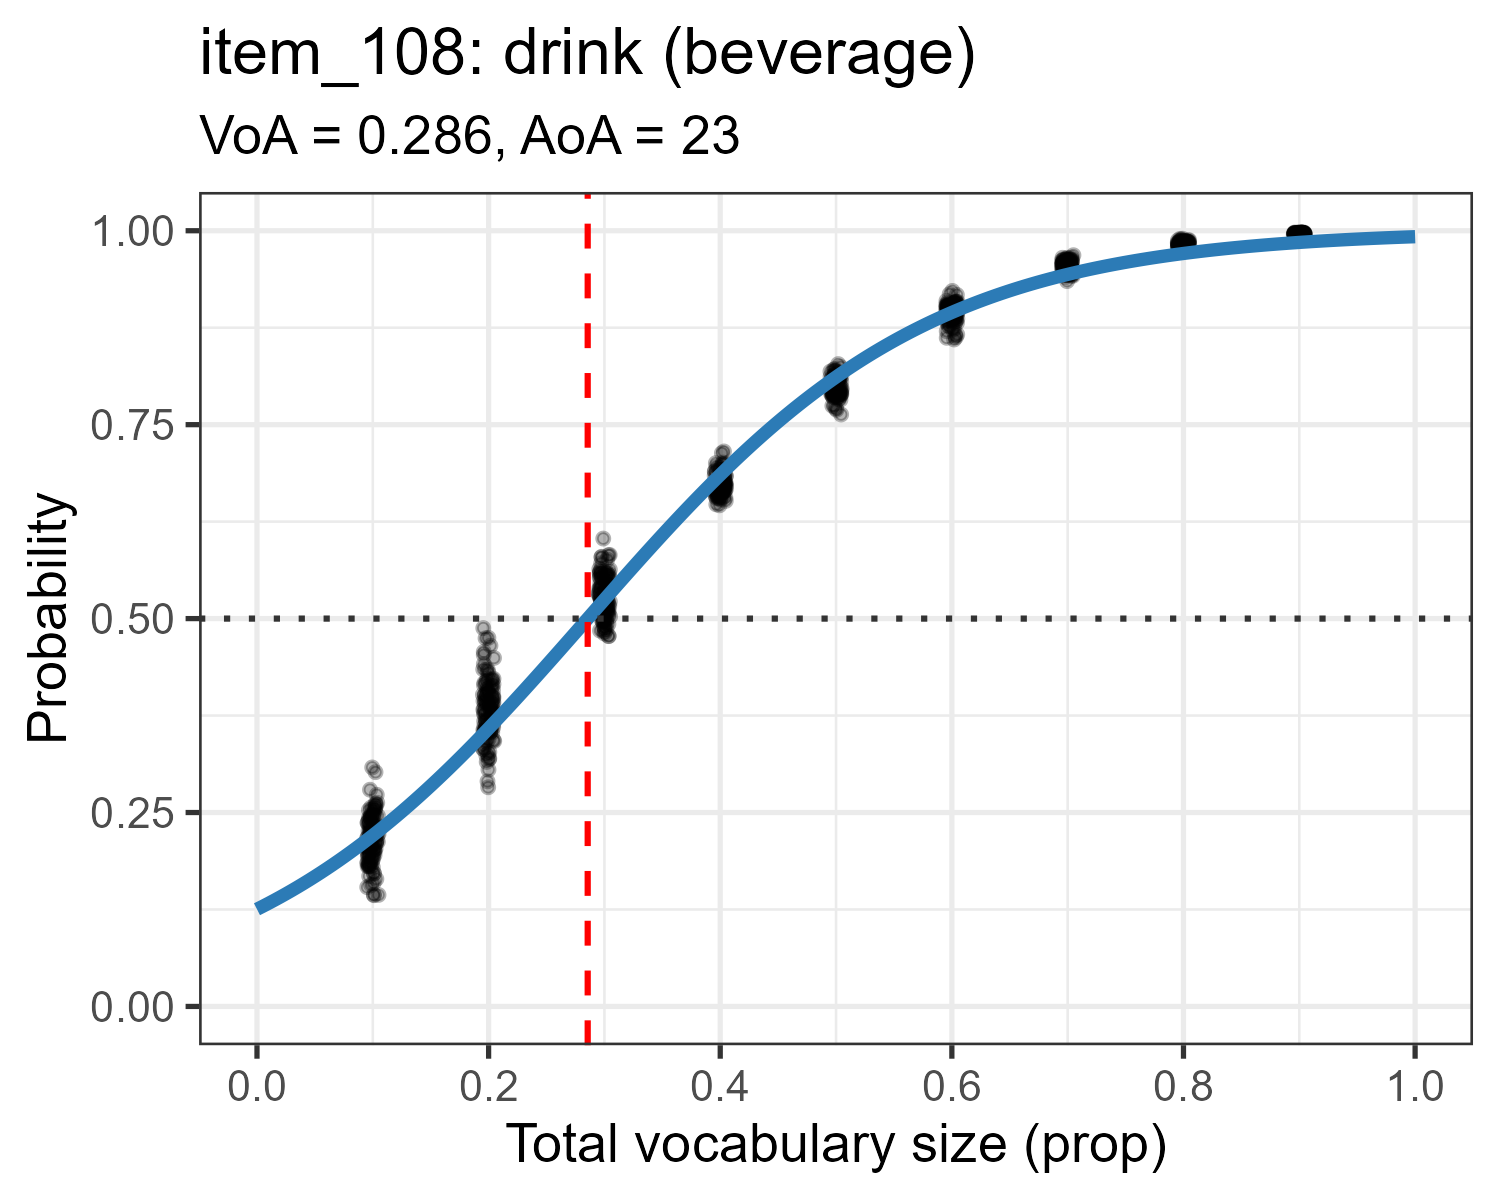 item_108: drink (beverage)
VoA = 0.286, AoA = 23
1.00
0.75
0.50
0.25
0.00
Probability
0.0 0.2 0.4 0.6 0.8 1.0
Total vocabulary size (prop)